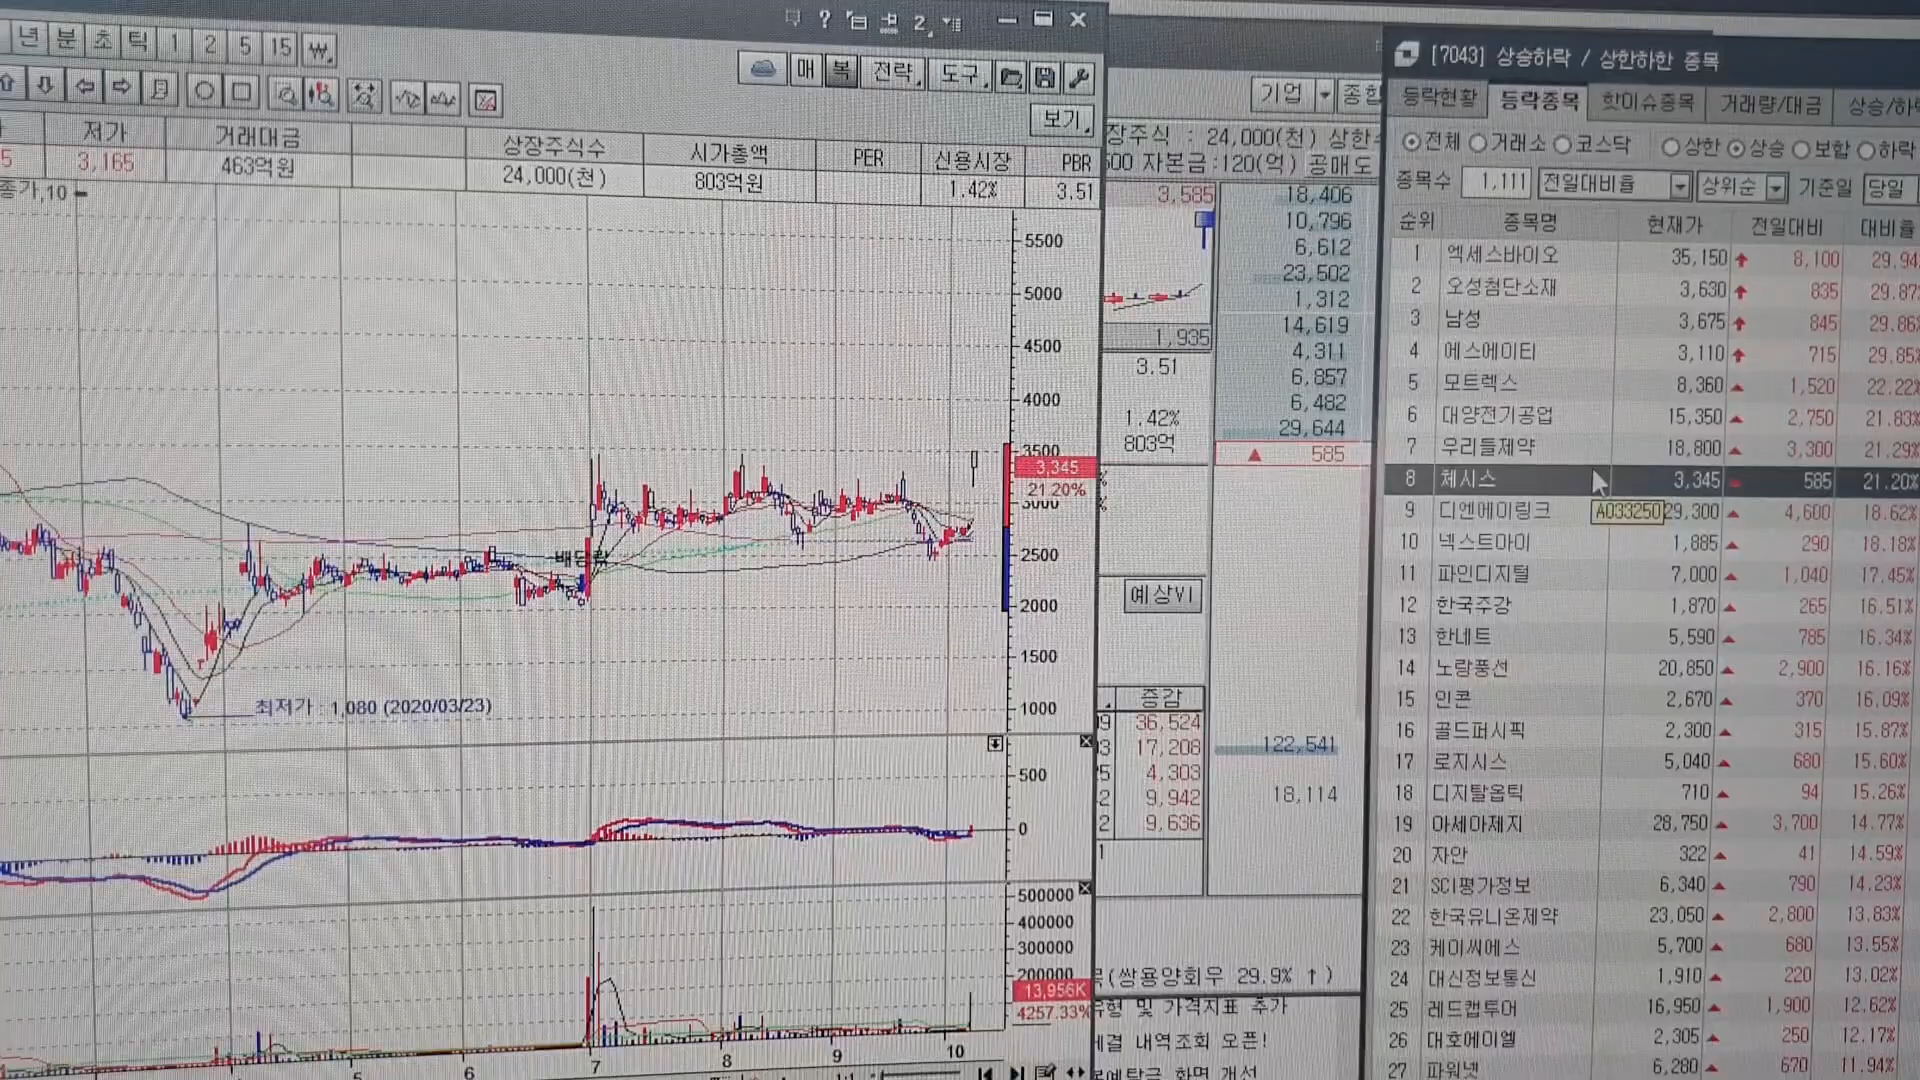 ? 2
년 분 초 틱 1 2 5 15 ₩
매 복 전략 도구
보기
저가 거래대금 상장주식수 시가총액 PER 신용시장 PBR
3,165 463억원 24,000(천) 803억원 1.42% 3.51
종가,10
5500
5000
4500
4000
3500
3,345
21.20%
3000
2500
2000
1500
1000
배당락
최저가 : 1,080 (2020/03/23)
500
0
500000
400000
300000
200000
13,956K
4257.33%
6 7 8 9 10
기업 종합
장주식 : 24,000(천) 상한
500 자본금:120(억) 공매도
3,585
1,935
3.51
1.42%
803억
18,406
10,796
6,612
23,502
1,312
14,619
4,311
6,857
6,482
29,644
▲ 585
예상VI
증감
36,524
17,208
4,303
9,942
9,636
122,541
18,114
(쌍용양회우 29.9% ↑ )
유형 및 가격지표 추가
체결 내역조회 오픈!
화면 개선
[7043] 상승하락 / 상한하한 종목
등락현황 등락종목 핫이슈종목 거래량/대금 상승/하
전체 거래소 코스닥 상한 상승 보합 하락
종목수 1,111 전일대비율 상위순 기준일 당일
순위 종목명 현재가 전일대비 대비율
1 엑세스바이오 35,150 ↑ 8,100 29.94
2 오성첨단소재 3,630 ↑ 835 29.87
3 남성 3,675 ↑ 845 29.86
4 에스에이티 3,110 ↑ 715 29.85%
5 모트렉스 8,360 ▲ 1,520 22.22%
6 대양전기공업 15,350 ▲ 2,750 21.83%
7 우리들제약 18,800 ▲ 3,300 21.29%
8 체시스 3,345 ▲ 585 21.20%
9 디엔에이링크 29,300 ▲ 4,600 18.62%
A033250
10 넥스트아이 1,885 ▲ 290 18.18%
11 파인디지털 7,000 ▲ 1,040 17.45%
12 한국주강 1,870 ▲ 265 16.51%
13 한네트 5,590 ▲ 785 16.34%
14 노랑풍선 20,850 ▲ 2,900 16.16%
15 인콘 2,670 ▲ 370 16.09%
16 골드퍼시픽 2,300 ▲ 315 15.87%
17 로지시스 5,040 ▲ 680 15.60%
18 디지탈옵틱 710 ▲ 94 15.26%
19 아세아제지 28,750 ▲ 3,700 14.77%
20 자안 322 ▲ 41 14.59%
21 SCI평가정보 6,340 ▲ 790 14.23%
22 한국유니온제약 23,050 ▲ 2,800 13.83%
23 케이씨에스 5,700 ▲ 680 13.55%
24 대신정보통신 1,910 ▲ 220 13.02%
25 레드캡투어 16,950 ▲ 1,900 12.62%
26 대호에이엘 2,305 ▲ 250 12.17%
27 파워넷 6,280 ▲ 670 11.94%